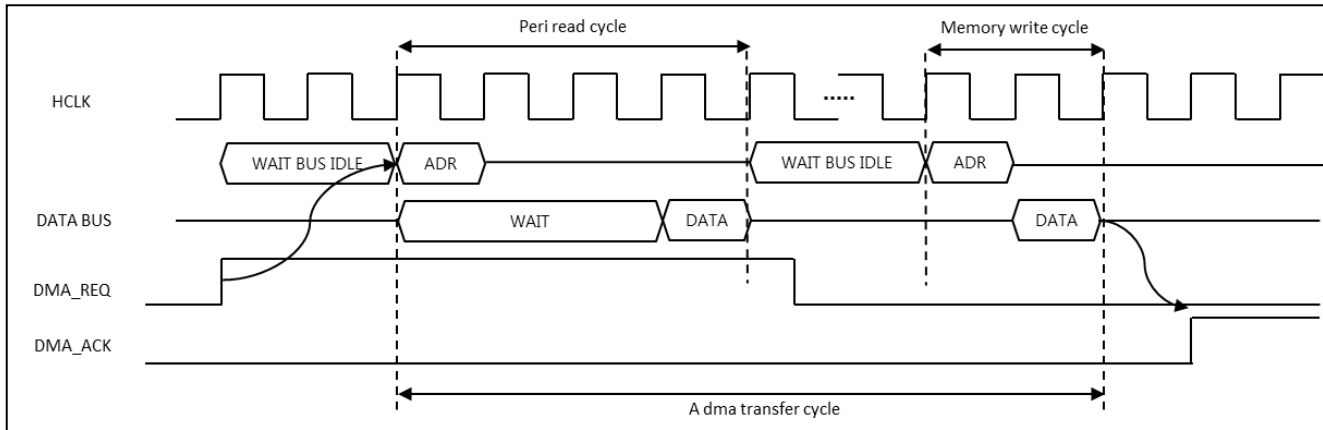 Peri read cycle
Memory write cycle
HCLK
.....
WAIT BUS IDLE
ADR
WAIT BUS IDLE
ADR
DATA BUS
WAIT
DATA
DATA
DMA_REQ
DMA_ACK
A dma transfer cycle